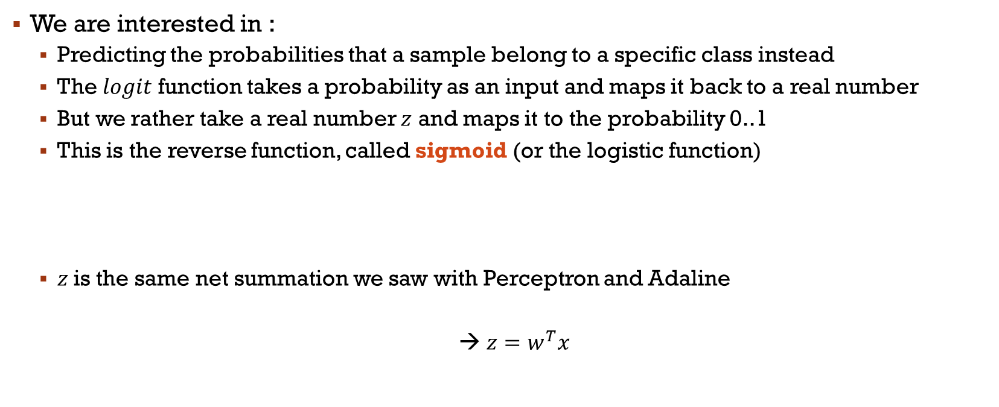 ▪ We are interested in :
▪ Predicting the probabilities that a sample belong to a specific class instead
▪ The logit function takes a probability as an input and maps it back to a real number
▪ But we rather take a real number z and maps it to the probability 0..1
▪ This is the reverse function, called sigmoid (or the logistic function)
▪ z is the same net summation we saw with Perceptron and Adaline
→ z = wᵀx